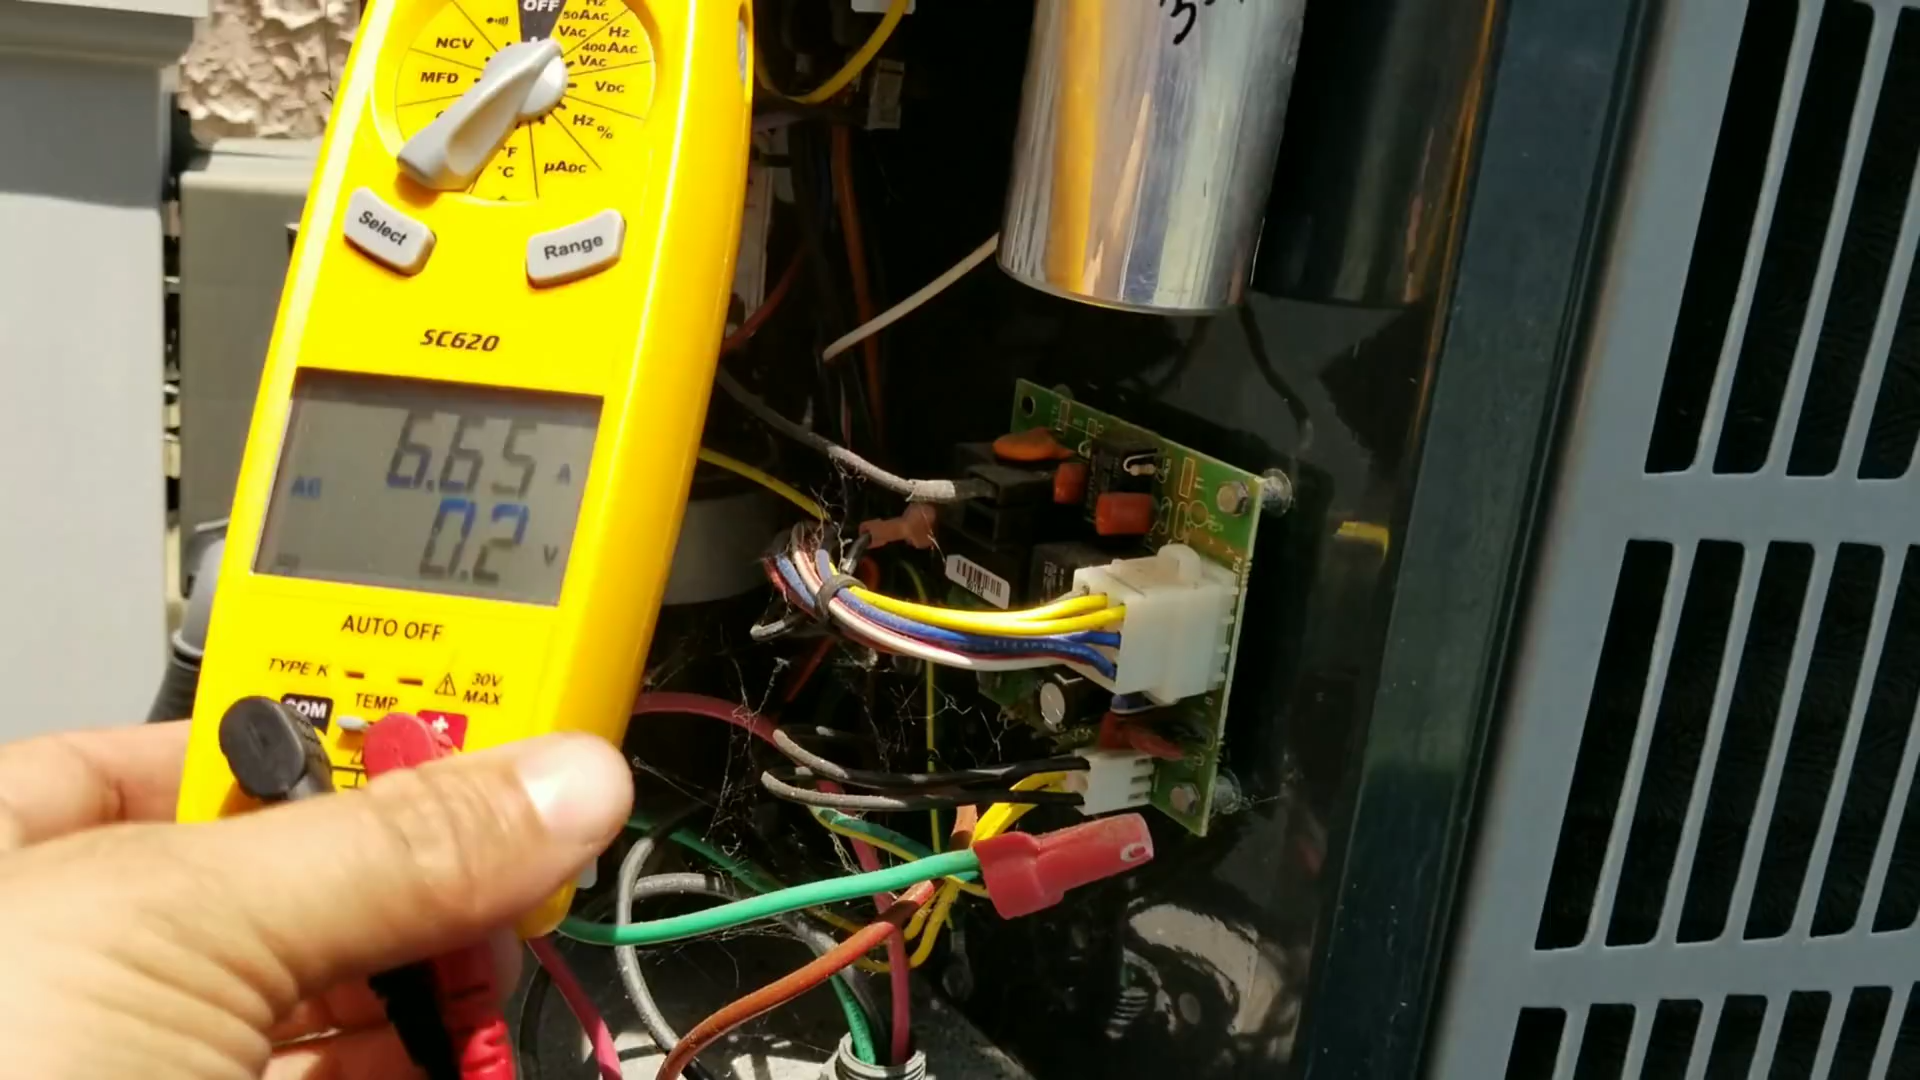 OFF
Hz
50AAC
VAC Hz
400AAC
VAC
VDC
Hz
%
µADC
°F
°C
MFD
NCV
Select
Range
SC620
6.65 A
AC
0.2 V
AUTO OFF
TYPE K
30V
MAX
COM
TEMP